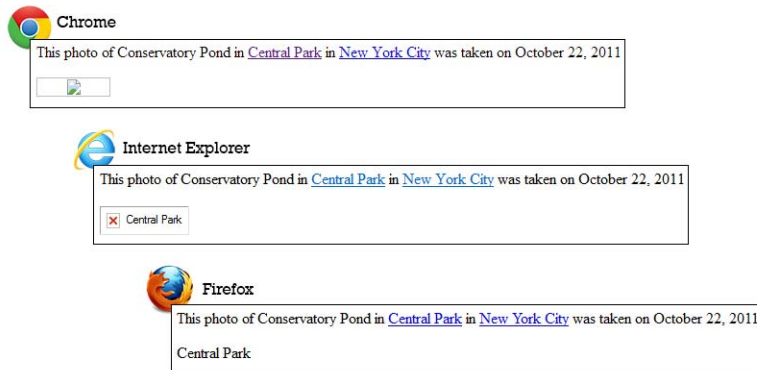 Chrome
This photo of Conservatory Pond in Central Park in New York City was taken on October 22, 2011
Internet Explorer
This photo of Conservatory Pond in Central Park in New York City was taken on October 22, 2011
Central Park
Firefox
This photo of Conservatory Pond in Central Park in New York City was taken on October 22, 2011
Central Park